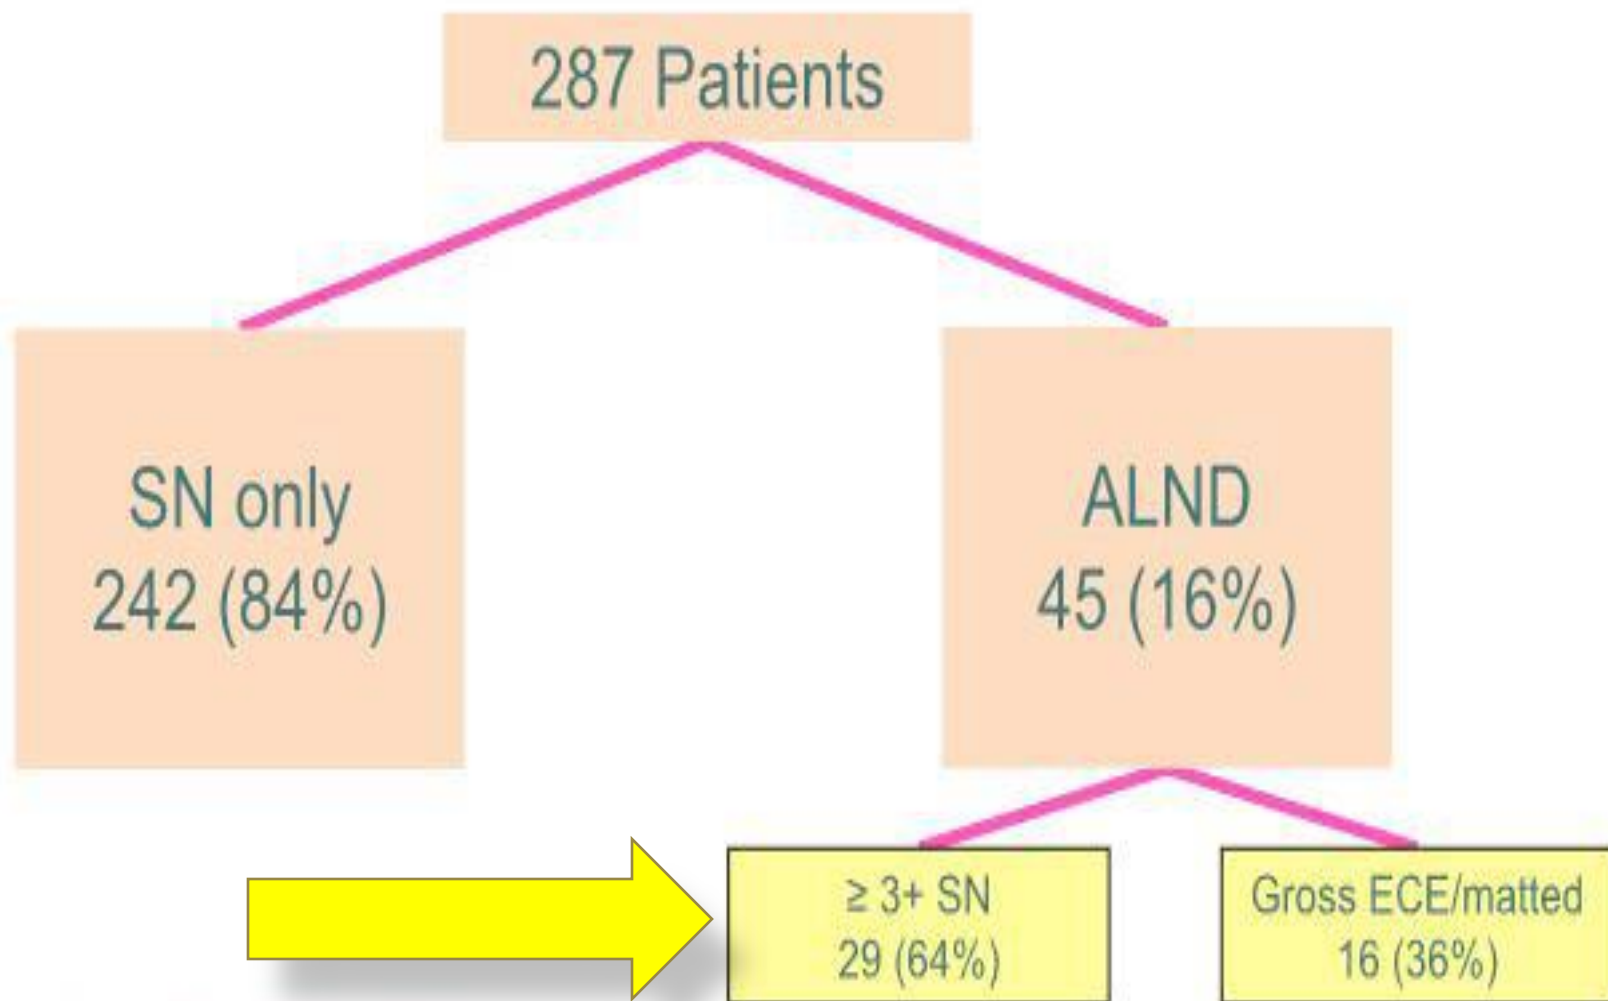 287 Patients
SN only
242 (84%)
ALND
45 (16%)
≥ 3+ SN
29 (64%)
Gross ECE/matted
16 (36%)